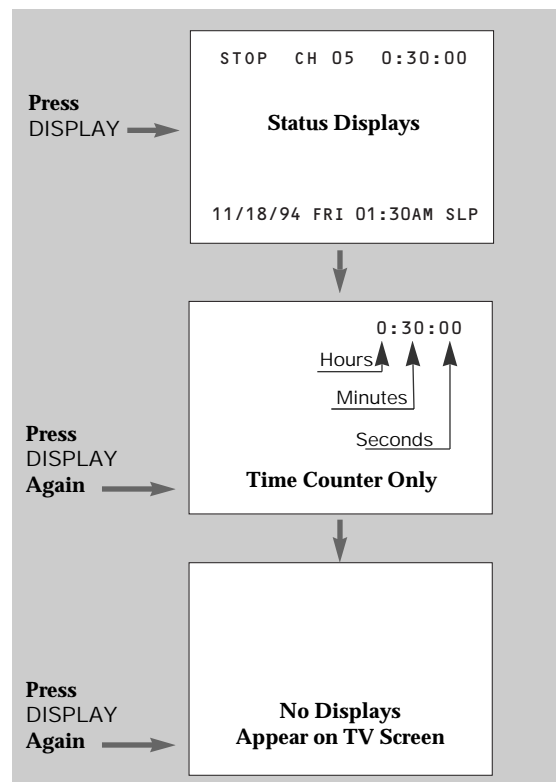 STOP CH 05 0:30:00
Press
DISPLAY
Status Displays
11/18/94 FRI 01:30AM SLP
0:30:00
Hours
Minutes
Seconds
Press
DISPLAY
Again
Time Counter Only
Press
DISPLAY
Again
No Displays
Appear on TV Screen